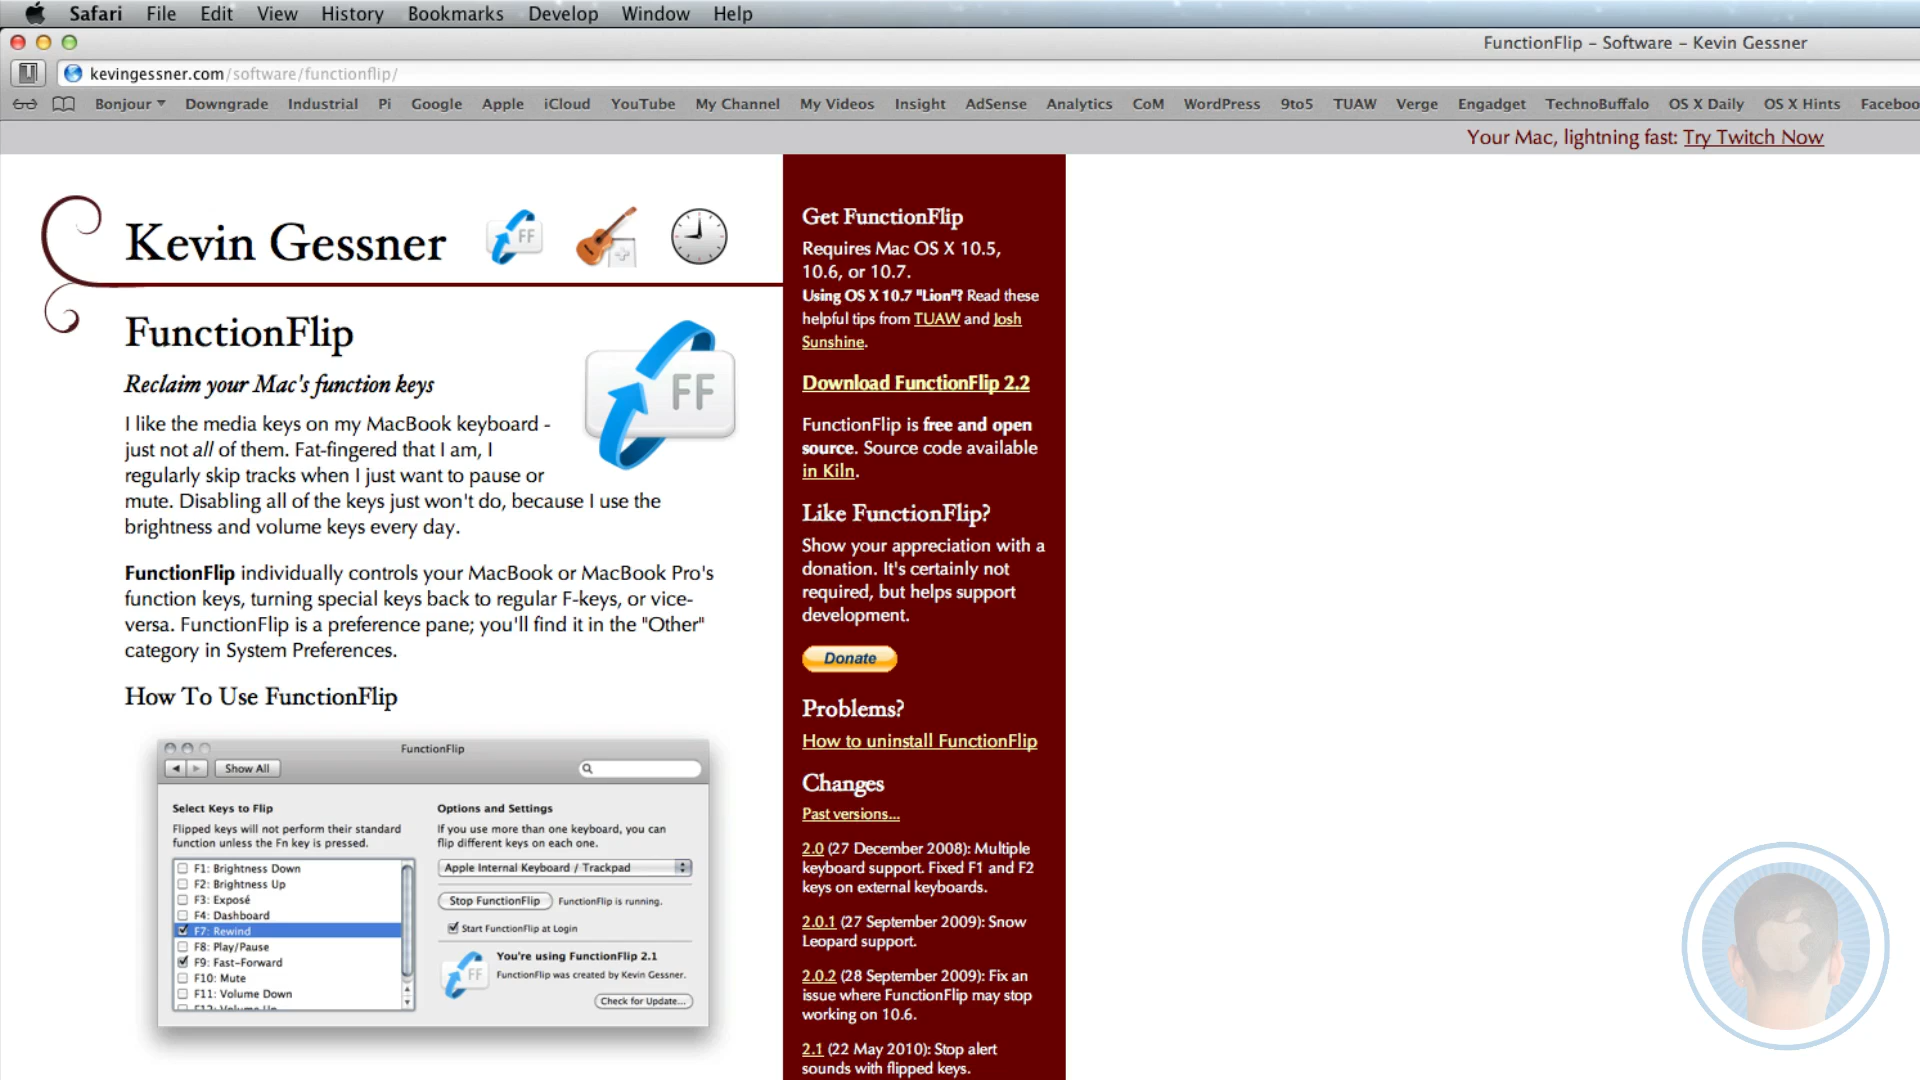 Safari File Edit View History Bookmarks Develop Window Help
FunctionFlip – Software – Kevin Gessner
kevingessner.com/software/functionflip/
Bonjour Downgrade Industrial Pi Google Apple iCloud YouTube My Channel My Videos Insight AdSense Analytics CoM WordPress 9to5 TUAW Verge Engadget TechnoBuffalo OS X Daily OS X Hints Faceboo
Your Mac, lightning fast: Try Twitch Now
Kevin Gessner
FF
FunctionFlip
FF
Reclaim your Mac's function keys
I like the media keys on my MacBook keyboard -
just not all of them. Fat-fingered that I am, I
regularly skip tracks when I just want to pause or
mute. Disabling all of the keys just won't do, because I use the
brightness and volume keys every day.
FunctionFlip individually controls your MacBook or MacBook Pro's
function keys, turning special keys back to regular F-keys, or vice-
versa. FunctionFlip is a preference pane; you'll find it in the "Other"
category in System Preferences.
How To Use FunctionFlip
FunctionFlip
Show All
Select Keys to Flip
Flipped keys will not perform their standard
function unless the Fn key is pressed.
F1: Brightness Down
F2: Brightness Up
F3: Exposé
F4: Dashboard
F7: Rewind
F8: Play/Pause
F9: Fast-Forward
F10: Mute
F11: Volume Down
F12: Volume Up
Options and Settings
If you use more than one keyboard, you can
flip different keys on each one.
Apple Internal Keyboard / Trackpad
Stop FunctionFlip FunctionFlip is running.
Start FunctionFlip at Login
FF
You're using FunctionFlip 2.1
FunctionFlip was created by Kevin Gessner.
Check for Update...
Get FunctionFlip
Requires Mac OS X 10.5,
10.6, or 10.7.
Using OS X 10.7 "Lion"? Read these
helpful tips from TUAW and Josh
Sunshine.
Download FunctionFlip 2.2
FunctionFlip is free and open
source. Source code available
in Kiln.
Like FunctionFlip?
Show your appreciation with a
donation. It's certainly not
required, but helps support
development.
Donate
Problems?
How to uninstall FunctionFlip
Changes
Past versions...
2.0 (27 December 2008): Multiple
keyboard support. Fixed F1 and F2
keys on external keyboards.
2.0.1 (27 September 2009): Snow
Leopard support.
2.0.2 (28 September 2009): Fix an
issue where FunctionFlip may stop
working on 10.6.
2.1 (22 May 2010): Stop alert
sounds with flipped keys.